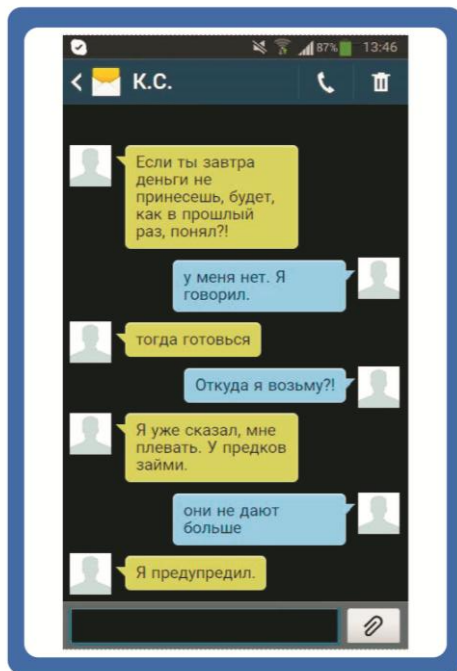 87% 13:46
К.С.
Если ты завтра
деньги не
принесешь, будет,
как в прошлый
раз, понял?!
у меня нет. Я
говорил.
тогда готовься
Откуда я возьму?!
Я уже сказал, мне
плевать. У предков
займи.
они не дают
больше
Я предупредил.